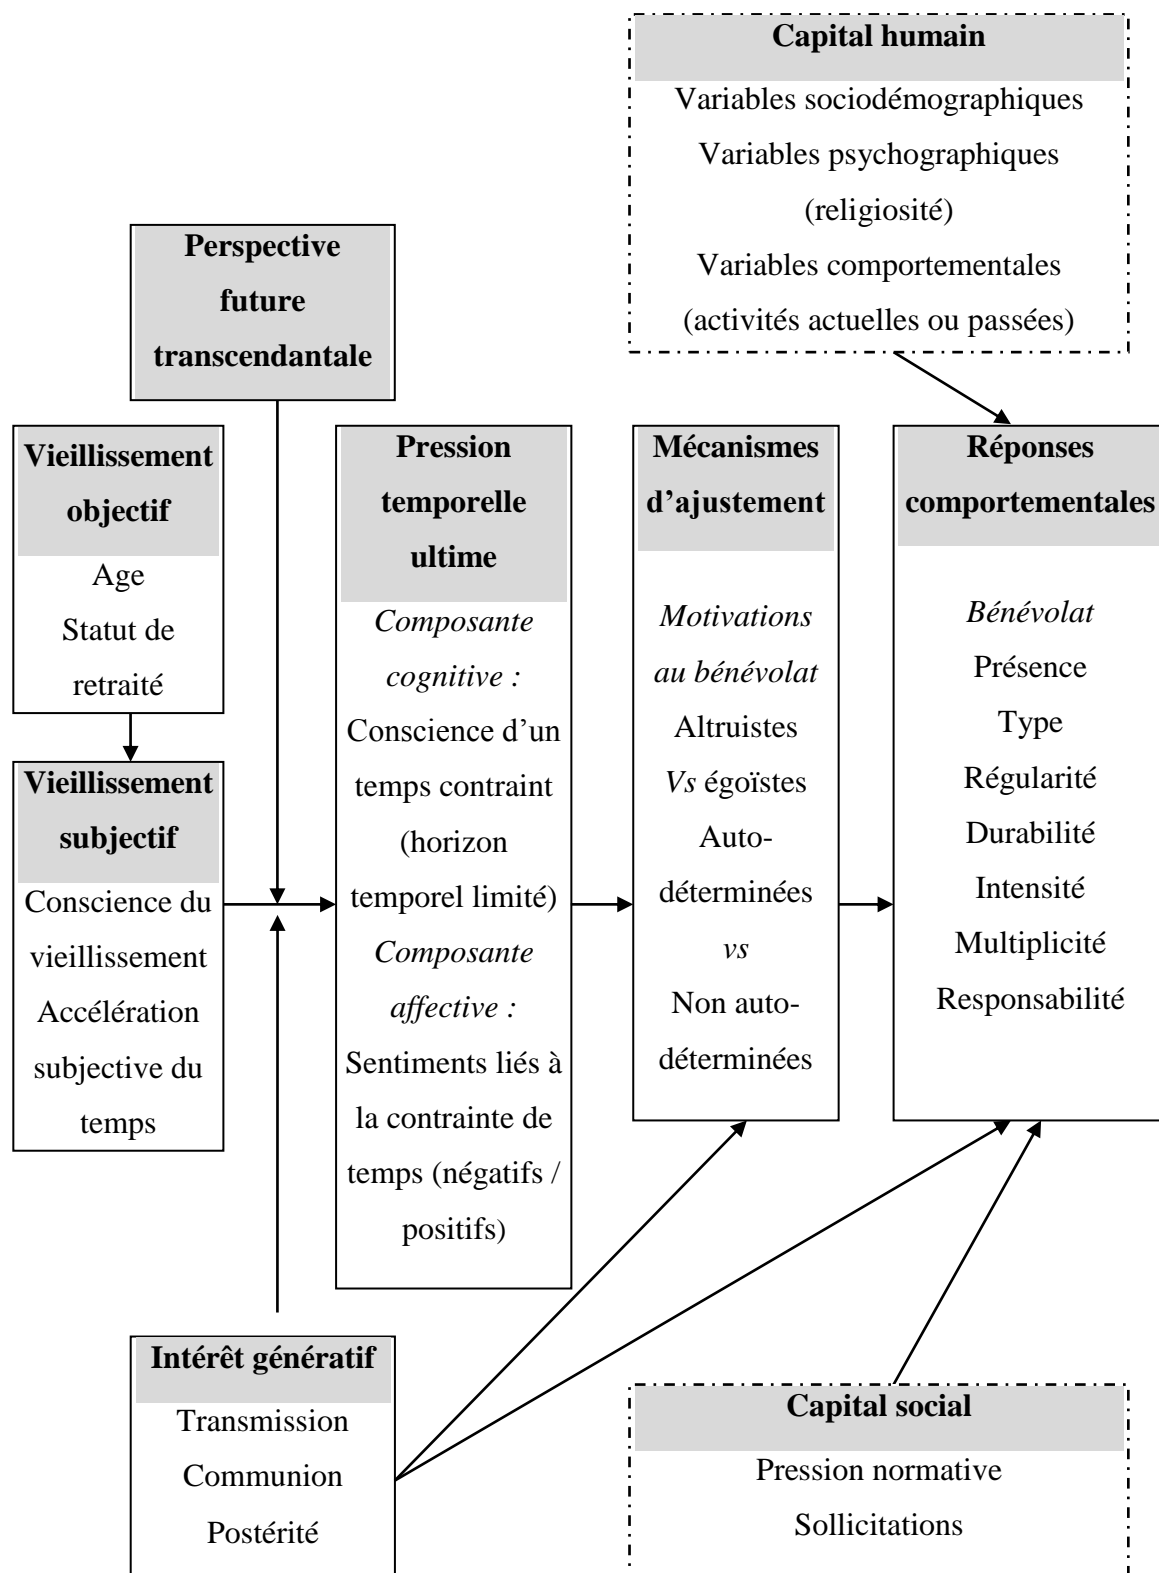 Capital humain
Variables sociodémographiques
Variables psychographiques
(religiosité)
Variables comportementales
(activités actuelles ou passées)
Perspective
future
transcendantale
Vieillissement
objectif
Age
Statut de
retraité
Vieillissement
subjectif
Conscience du
vieillissement
Accélération
subjective du
temps
Pression
temporelle
ultime
Composante
cognitive :
Conscience d’un
temps contraint
(horizon
temporel limité)
Composante
affective :
Sentiments liés à
la contrainte de
temps (négatifs /
positifs)
Mécanismes
d’ajustement
Motivations
au bénévolat
Altruistes
Vs égoïstes
Auto-
déterminées
vs
Non auto-
déterminées
Réponses
comportementales
Bénévolat
Présence
Type
Régularité
Durabilité
Intensité
Multiplicité
Responsabilité
Intérêt génératif
Transmission
Communion
Postérité
Capital social
Pression normative
Sollicitations